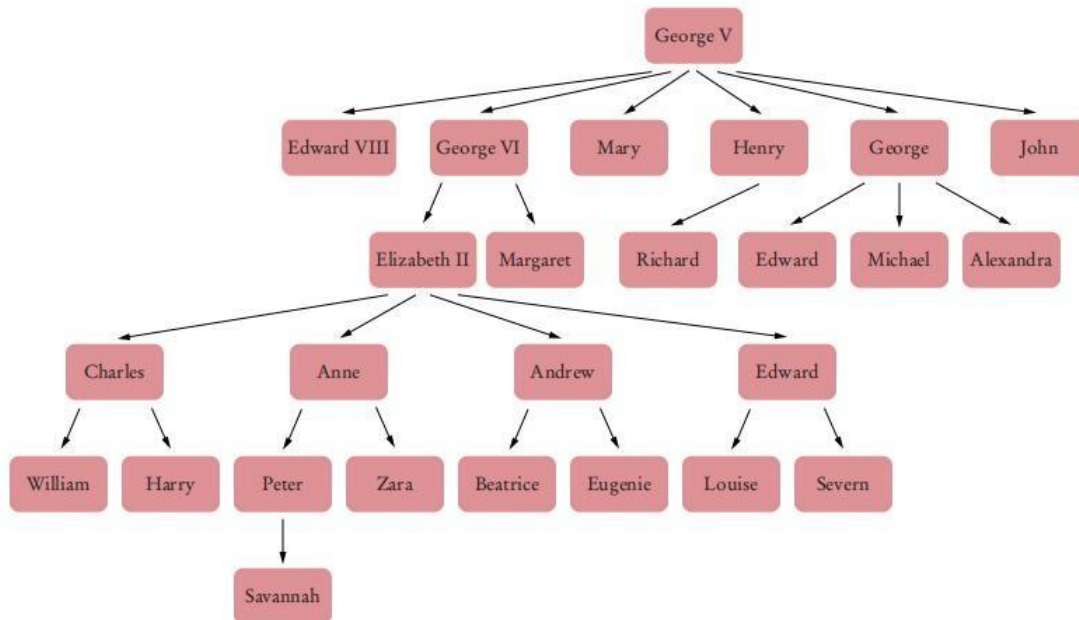 George V
Edward VIII
George VI
Mary
Henry
George
John
Elizabeth II
Margaret
Richard
Edward
Michael
Alexandra
Charles
Anne
Andrew
Edward
William
Harry
Peter
Zara
Beatrice
Eugenie
Louise
Severn
Savannah